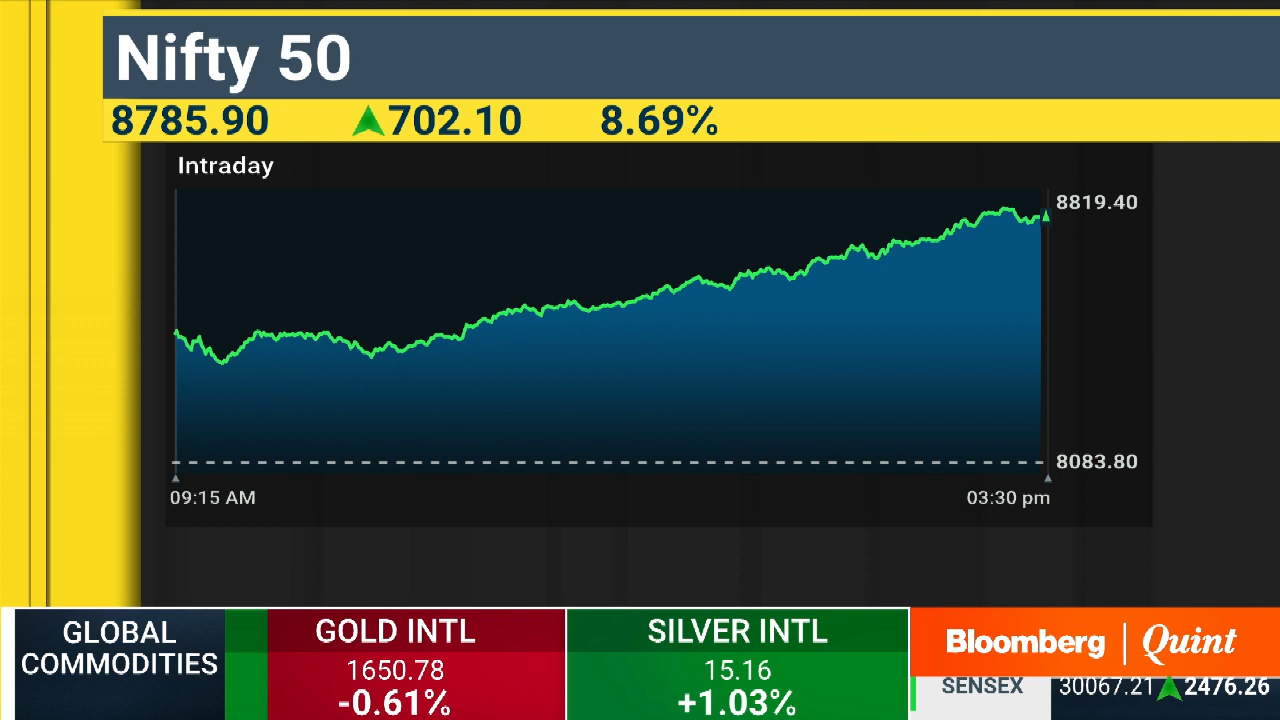 Nifty 50
8785.90 ▲702.10 8.69%
Intraday
8819.40
8083.80
09:15 AM 03:30 pm
GLOBAL COMMODITIES
GOLD INTL
1650.78
-0.61%
SILVER INTL
15.16
+1.03%
Bloomberg | Quint
SENSEX 30067.21 ▲2476.26